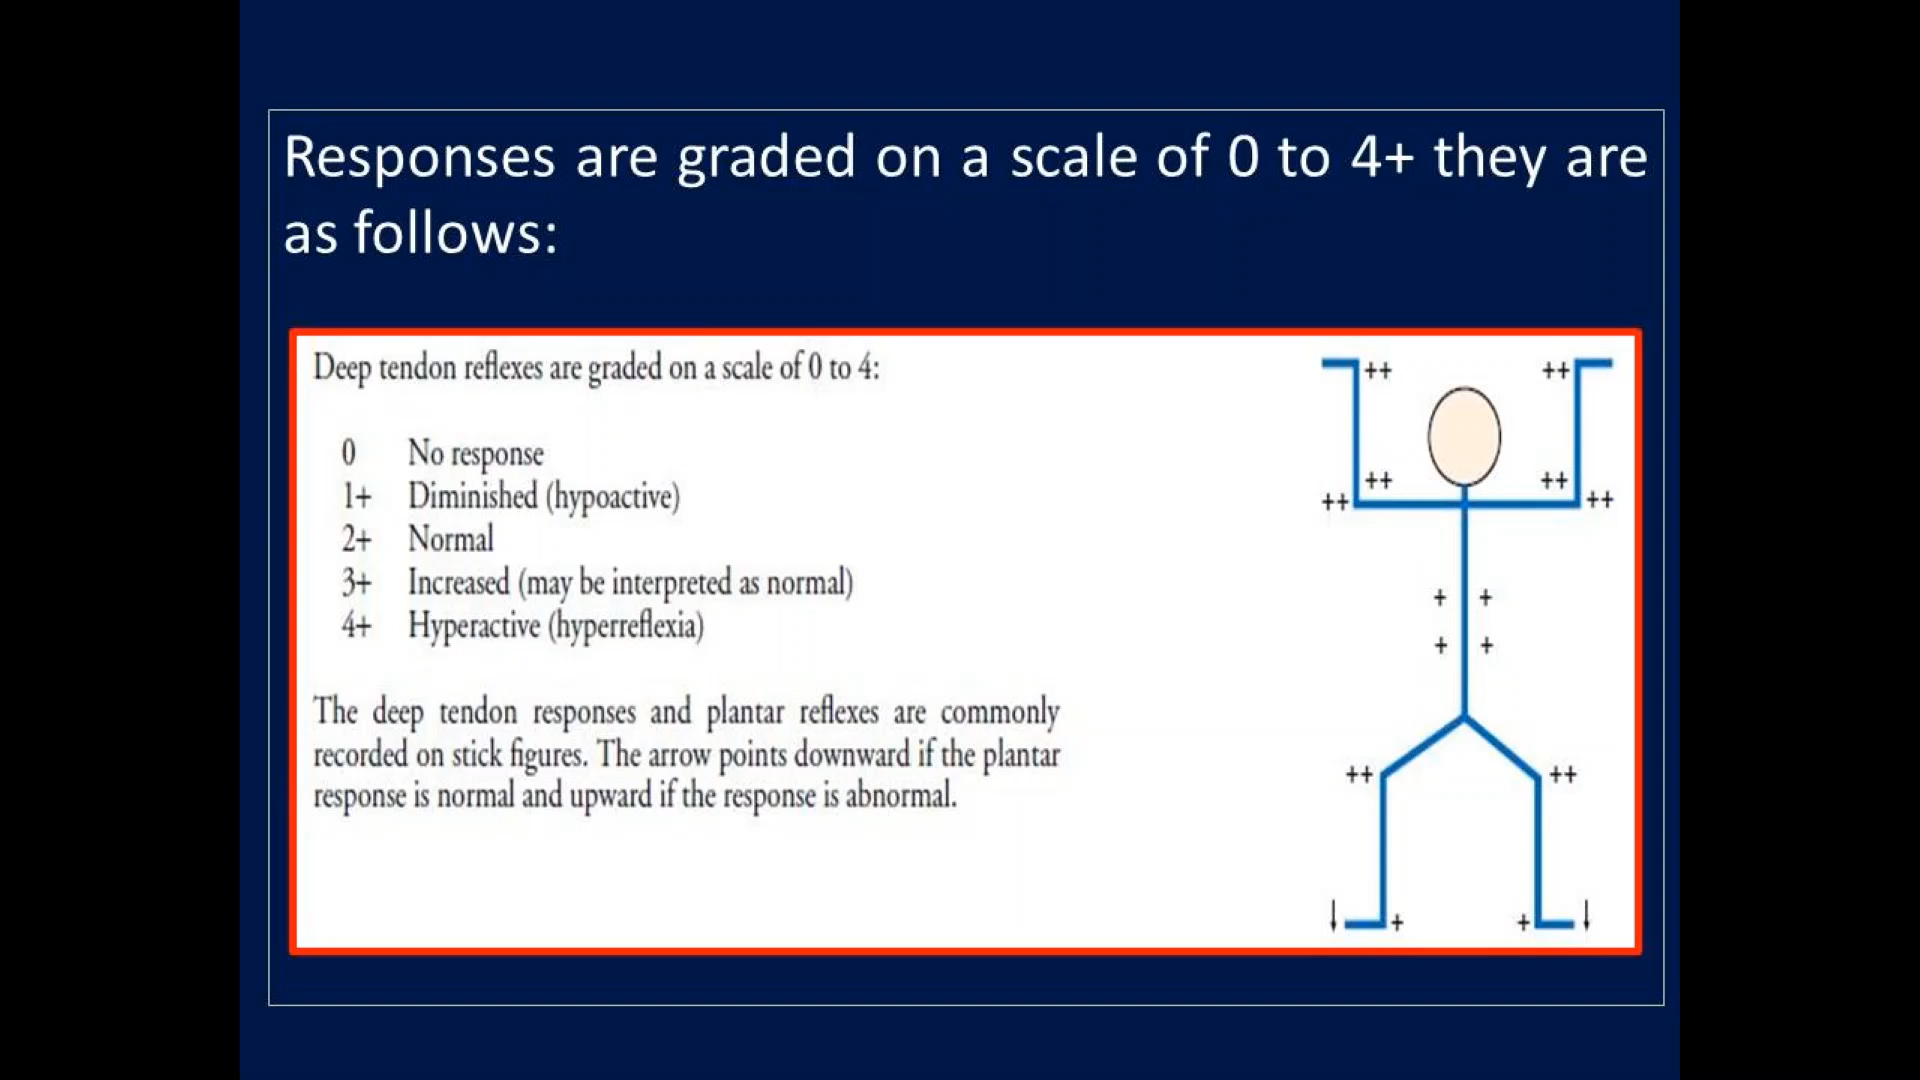 Responses are graded on a scale of 0 to 4+ they are
as follows:
Deep tendon reflexes are graded on a scale of 0 to 4:
0 No response
1+ Diminished (hypoactive)
2+ Normal
3+ Increased (may be interpreted as normal)
4+ Hyperactive (hyperreflexia)
The deep tendon responses and plantar reflexes are commonly
recorded on stick figures. The arrow points downward if the plantar
response is normal and upward if the response is abnormal.
++ ++
++ ++
++ ++
+ +
+ +
++ ++
↓ + + ↓